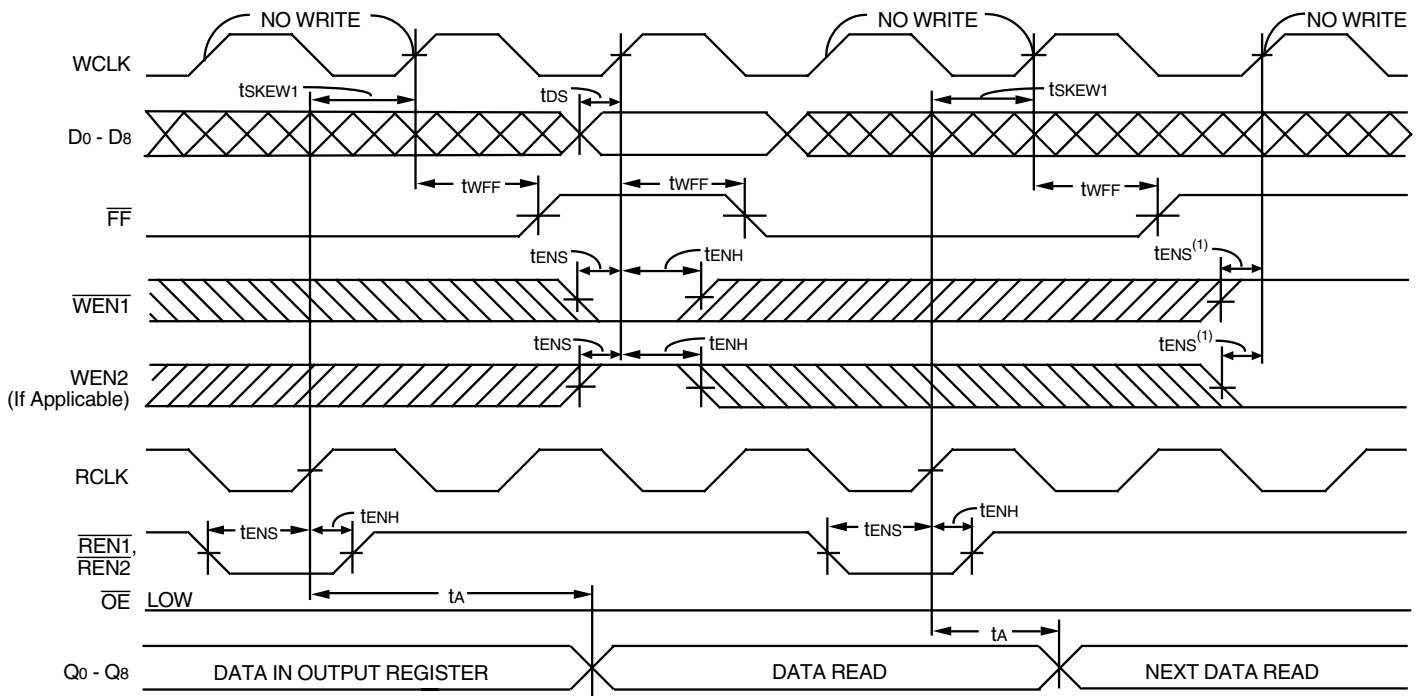 NO WRITE NO WRITE NO WRITE
WCLK
tSKEW1 tDS tSKEW1
D0 - D8
tWFF tWFF tWFF
FF
tENS tENH tENS(1)
WEN1
tENS tENH tENS(1)
WEN2
(If Applicable)
RCLK
tENS tENH tENS tENH
REN1,
REN2
OE LOW
tA
tA
Q0 - Q8 DATA IN OUTPUT REGISTER DATA READ NEXT DATA READ